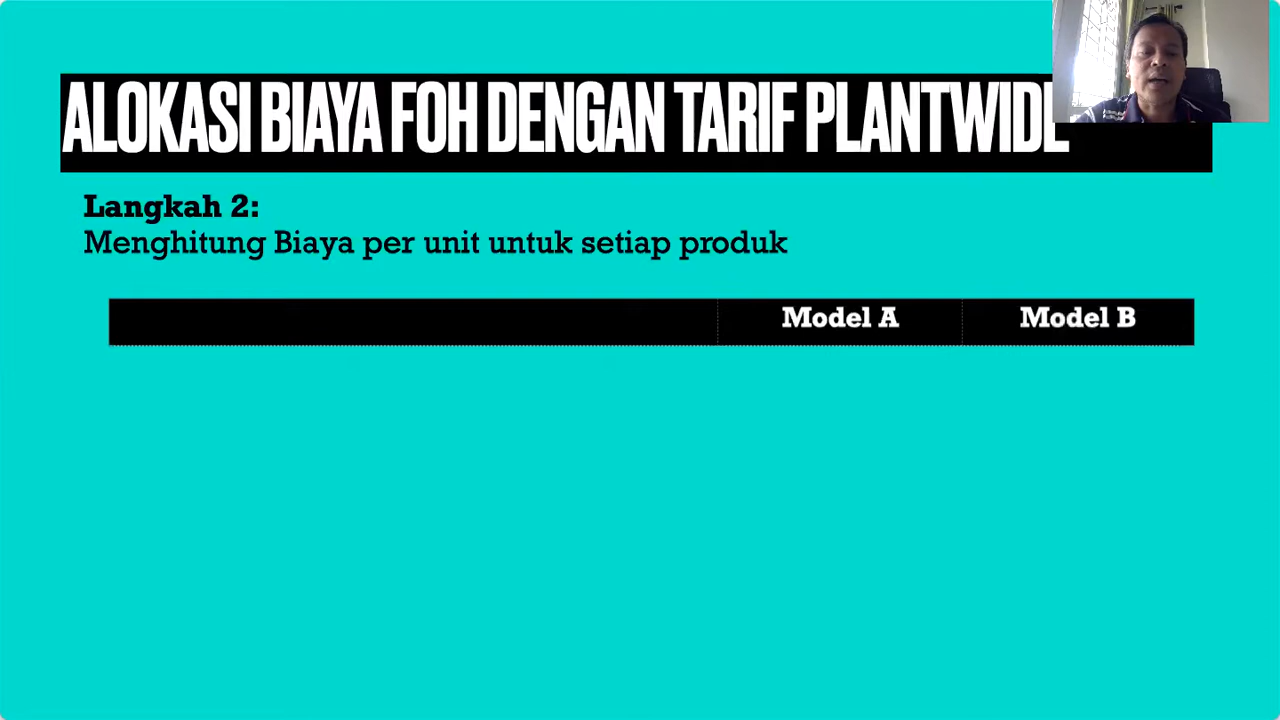 ALOKASI BIAYA FOH DENGAN TARIF PLANTWIDE
Langkah 2:
Menghitung Biaya per unit untuk setiap produk
Model A Model B